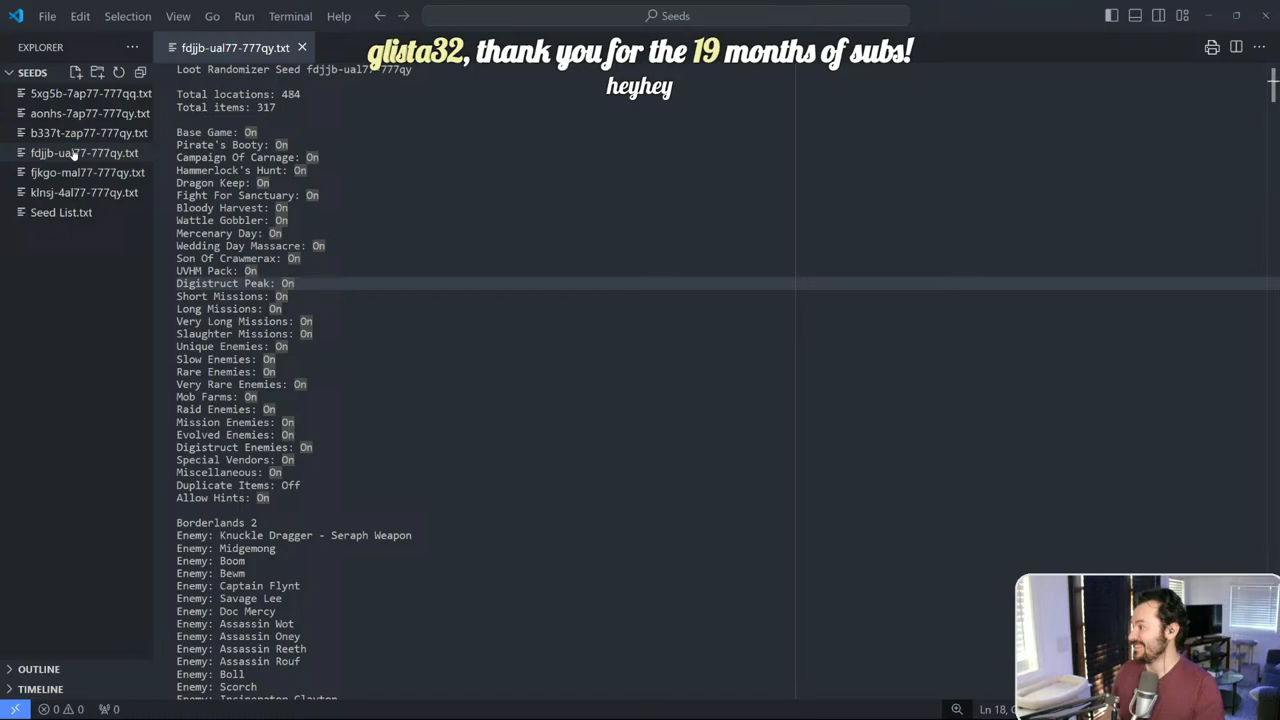 File Edit Selection View Go Run Terminal Help
Seeds
EXPLORER
SEEDS
5xg5b-7ap77-777qq.txt
aonhs-7ap77-777qy.txt
b337t-zap77-777qy.txt
fdjjb-ual77-777qy.txt
fjkgo-mal77-777qy.txt
klnsj-4al77-777qy.txt
Seed List.txt
OUTLINE
TIMELINE
fdjjb-ual77-777qy.txt
glista32, thank you for the 19 months of subs!
heyhey
Loot Randomizer Seed fdjjb-ual77-777qy
Total locations: 484
Total items: 317
Base Game: On
Pirate's Booty: On
Campaign Of Carnage: On
Hammerlock's Hunt: On
Dragon Keep: On
Fight For Sanctuary: On
Bloody Harvest: On
Wattle Gobbler: On
Mercenary Day: On
Wedding Day Massacre: On
Son Of Crawmerax: On
UVHM Pack: On
Digistruct Peak: On
Short Missions: On
Long Missions: On
Very Long Missions: On
Slaughter Missions: On
Unique Enemies: On
Slow Enemies: On
Rare Enemies: On
Very Rare Enemies: On
Mob Farms: On
Raid Enemies: On
Mission Enemies: On
Evolved Enemies: On
Digistruct Enemies: On
Special Vendors: On
Miscellaneous: On
Duplicate Items: Off
Allow Hints: On
Borderlands 2
Enemy: Knuckle Dragger - Seraph Weapon
Enemy: Midgemong
Enemy: Boom
Enemy: Bewm
Enemy: Captain Flynt
Enemy: Savage Lee
Enemy: Doc Mercy
Enemy: Assassin Wot
Enemy: Assassin Oney
Enemy: Assassin Reeth
Enemy: Assassin Rouf
Enemy: Boll
Enemy: Scorch
Enemy: Incinerator Clayton
0 0 0
Ln 18,